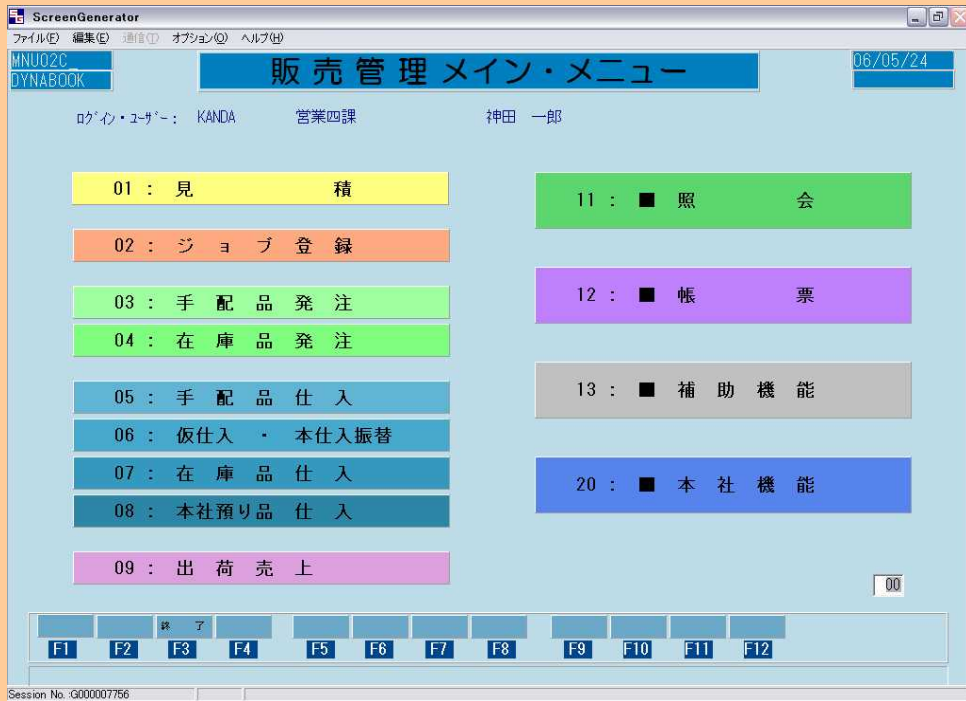 ScreenGenerator
ファイル(F) 編集(E) 通信(T) オプション(O) ヘルプ(H)
MNU02C_
DYNABOOK
販売管理メイン・メニュー
06/05/24
ログイン・ユーザー: KANDA 営業四課 神田 一郎
01 : 見 積
02 : ジ ョ ブ 登 録
03 : 手 配 品 発 注
04 : 在 庫 品 発 注
05 : 手 配 品 仕 入
06 : 仮仕入 ・ 本仕入振替
07 : 在 庫 品 仕 入
08 : 本社預り品 仕 入
09 : 出 荷 売 上
11 : ■ 照 会
12 : ■ 帳 票
13 : ■ 補 助 機 能
20 : ■ 本 社 機 能
00
終 了
F1 F2 F3 F4 F5 F6 F7 F8 F9 F10 F11 F12
Session No. :G000007756